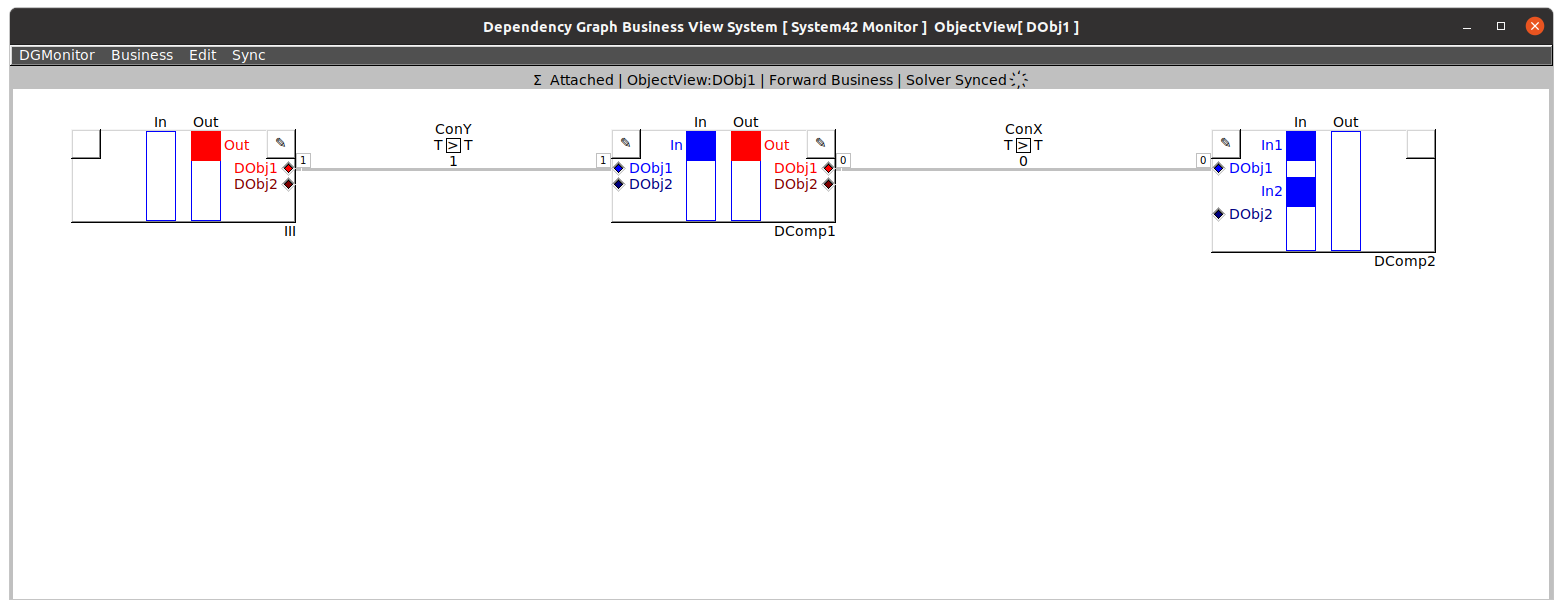 Dependency Graph Business View System [ System42 Monitor ] ObjectView[ DObj1 ]
DGMonitor Business Edit Sync
Σ Attached | ObjectView:DObj1 | Forward Business | Solver Synced
In Out
Out
DObj1 1
DObj2
III
ConY
T > T
1
In Out
In Out
1 DObj1 DObj1 0
DObj2 DObj2
DComp1
ConX
T > T
0
In Out
In1
0 DObj1
In2
DObj2
DComp2